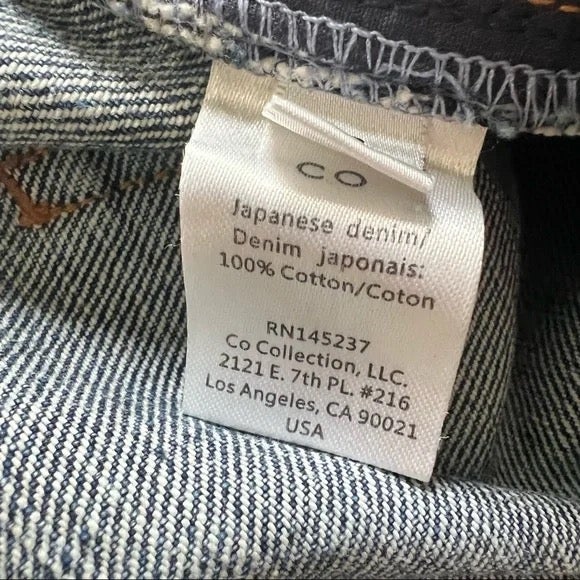 CO
Japanese denim/
Denim japonais:
100% Cotton/Coton
RN145237
Co Collection, LLC.
2121 E. 7th PL. #216
Los Angeles, CA 90021
USA